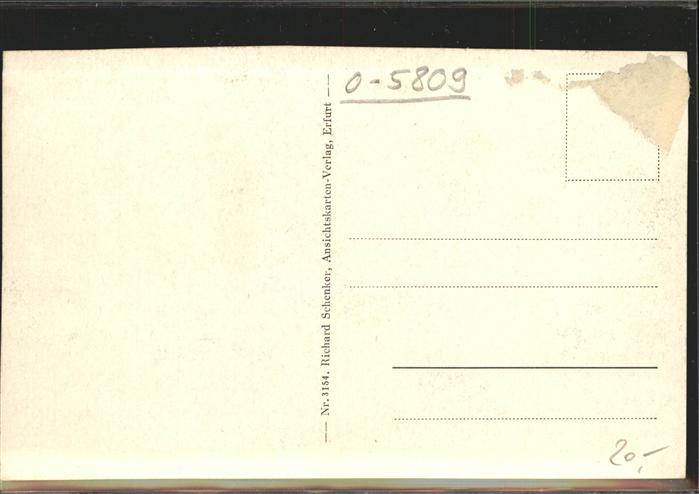 0-5809
Nr. 3154. Richard Schenker, Ansichtskarten-Verlag, Erfurt
20,-